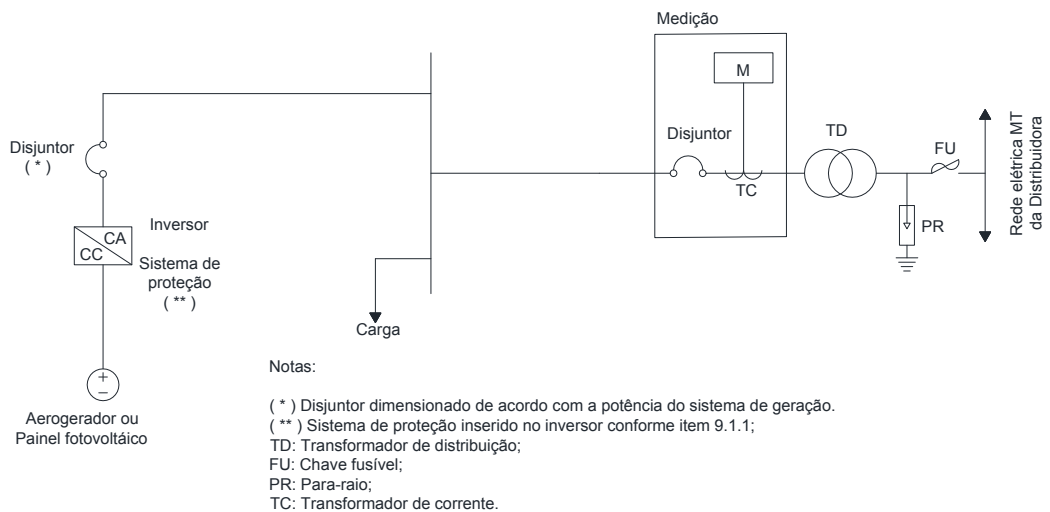 Medição
M
Disjuntor
TC
TD
FU
PR
Rede elétrica MT
da Distribuidora
Disjuntor
( * )
CA
CC
Inversor
Sistema de
proteção
( ** )
Carga
+
−
Aerogerador ou
Painel fotovoltáico
Notas:
( * ) Disjuntor dimensionado de acordo com a potência do sistema de geração.
( ** ) Sistema de proteção inserido no inversor conforme item 9.1.1;
TD: Transformador de distribuição;
FU: Chave fusível;
PR: Para-raio;
TC: Transformador de corrente.